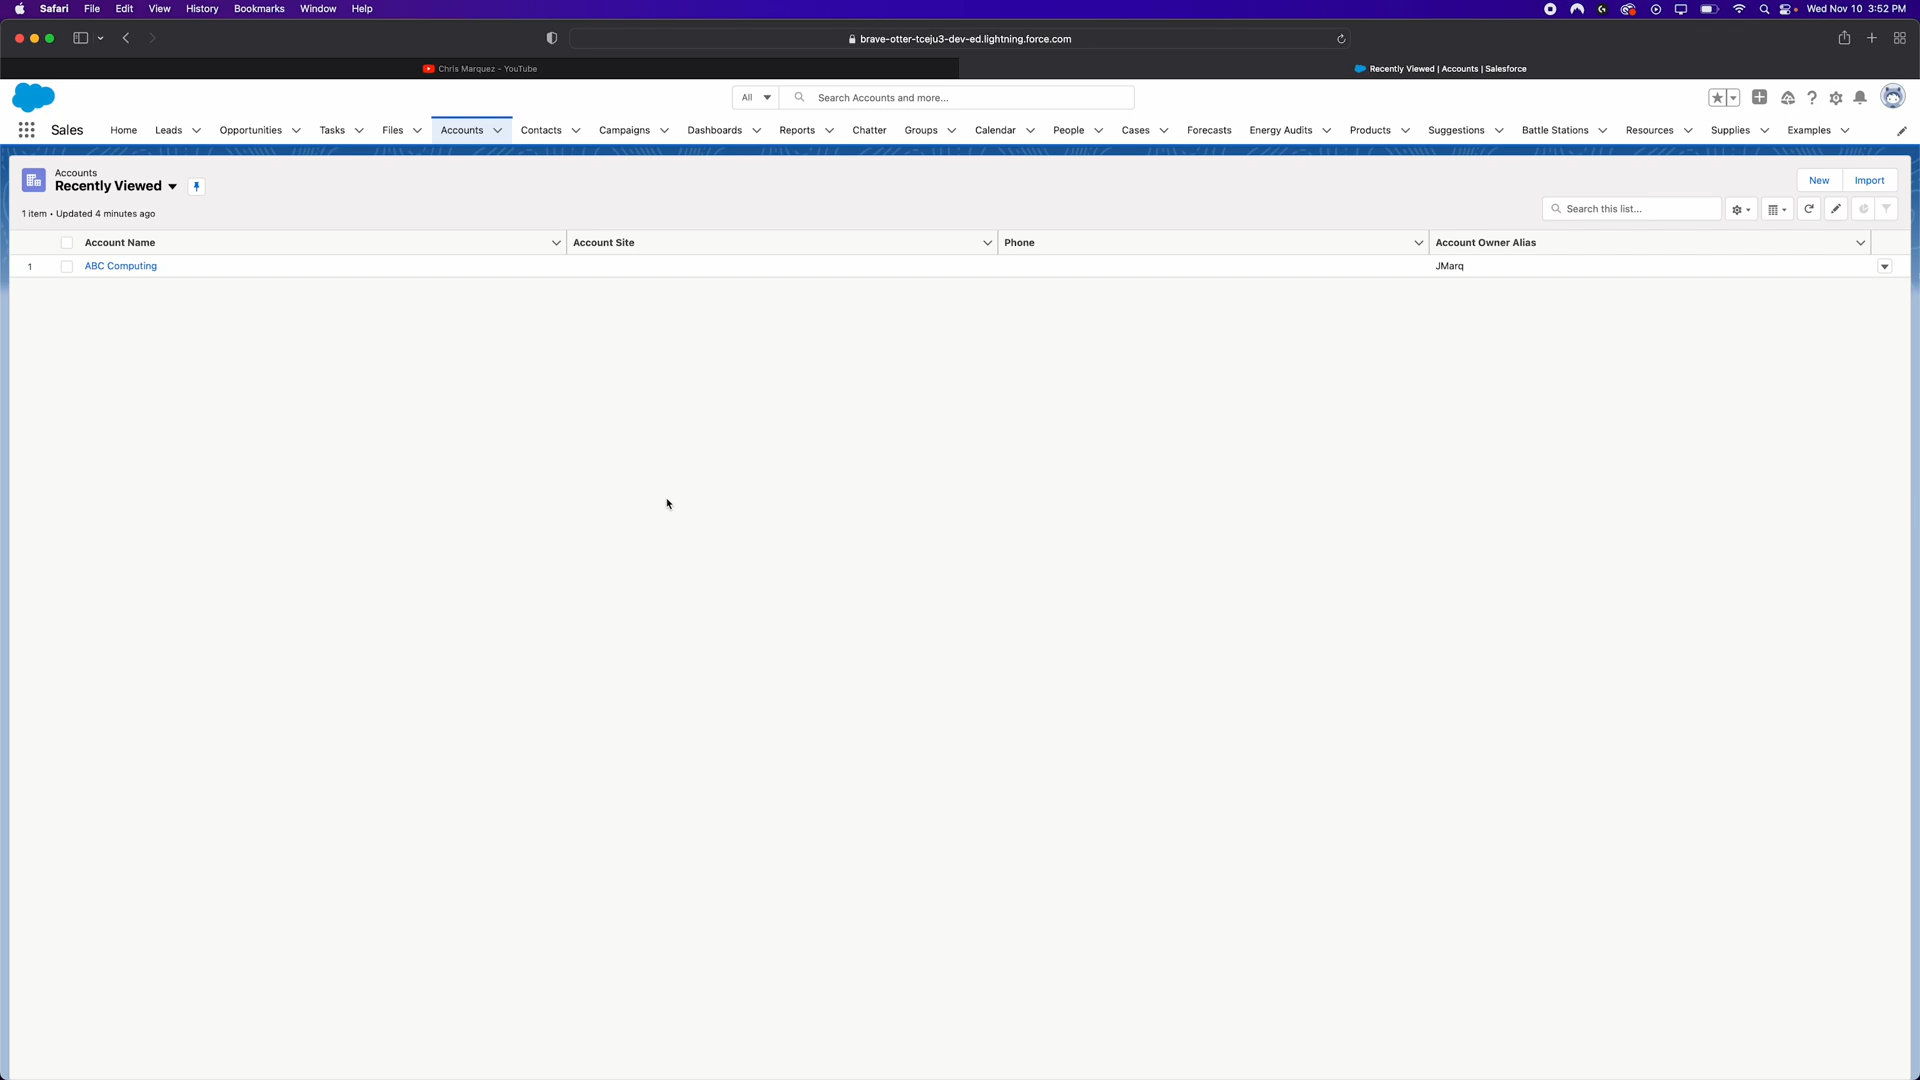 Safari File Edit View History Bookmarks Window Help Wed Nov 10 3:52 PM
brave-otter-tceju3-dev-ed.lightning.force.com
Chris Marquez - YouTube Recently Viewed | Accounts | Salesforce
All Search Accounts and more...
Sales Home Leads Opportunities Tasks Files Accounts Contacts Campaigns Dashboards Reports Chatter Groups Calendar People Cases Forecasts Energy Audits Products Suggestions Battle Stations Resources Supplies Examples
Accounts
Recently Viewed
New Import
1 item • Updated 4 minutes ago
Search this list...
Account Name Account Site Phone Account Owner Alias
1 ABC Computing JMarq